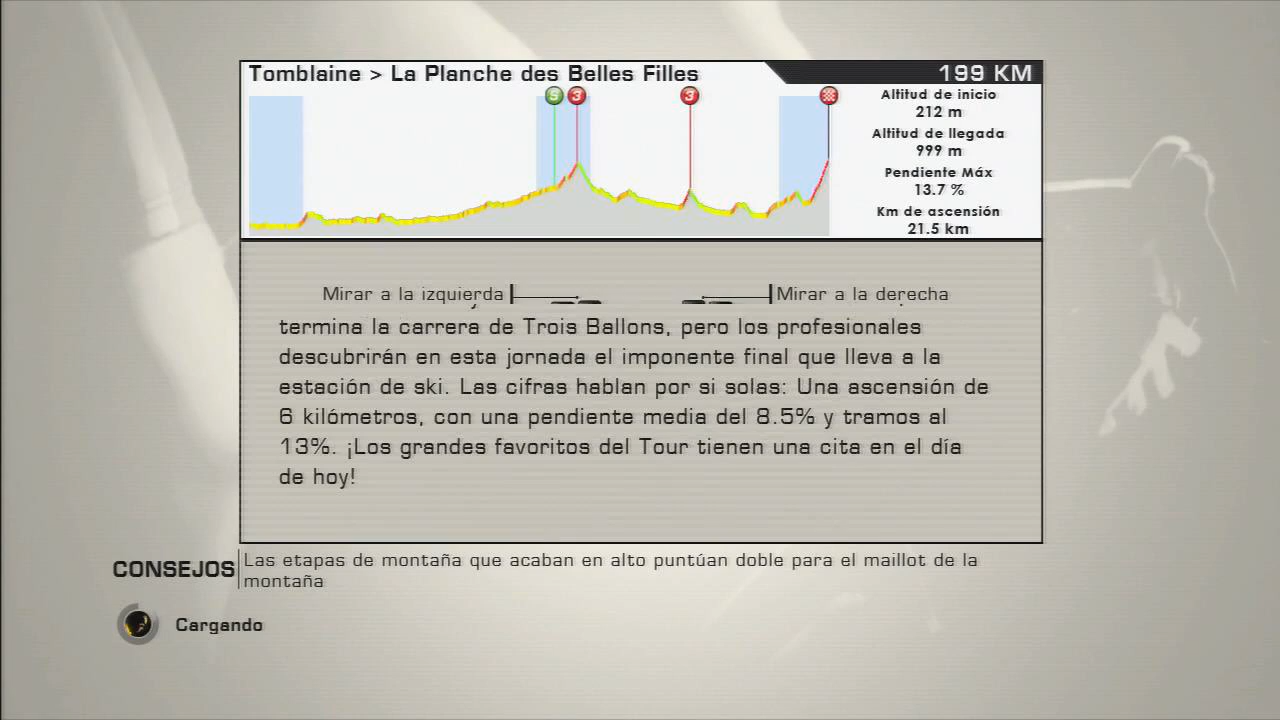 Tomblaine > La Planche des Belles Filles
199 KM
S 3 3
Altitud de inicio
212 m
Altitud de llegada
999 m
Pendiente Máx
13.7 %
Km de ascensión
21.5 km
Mirar a la izquierda
Mirar a la derecha
termina la carrera de Trois Ballons, pero los profesionales
descubrirán en esta jornada el imponente final que lleva a la
estación de ski. Las cifras hablan por si solas: Una ascensión de
6 kilómetros, con una pendiente media del 8.5% y tramos al
13%. ¡Los grandes favoritos del Tour tienen una cita en el día
de hoy!
CONSEJOS
Las etapas de montaña que acaban en alto puntúan doble para el maillot de la
montaña
Cargando